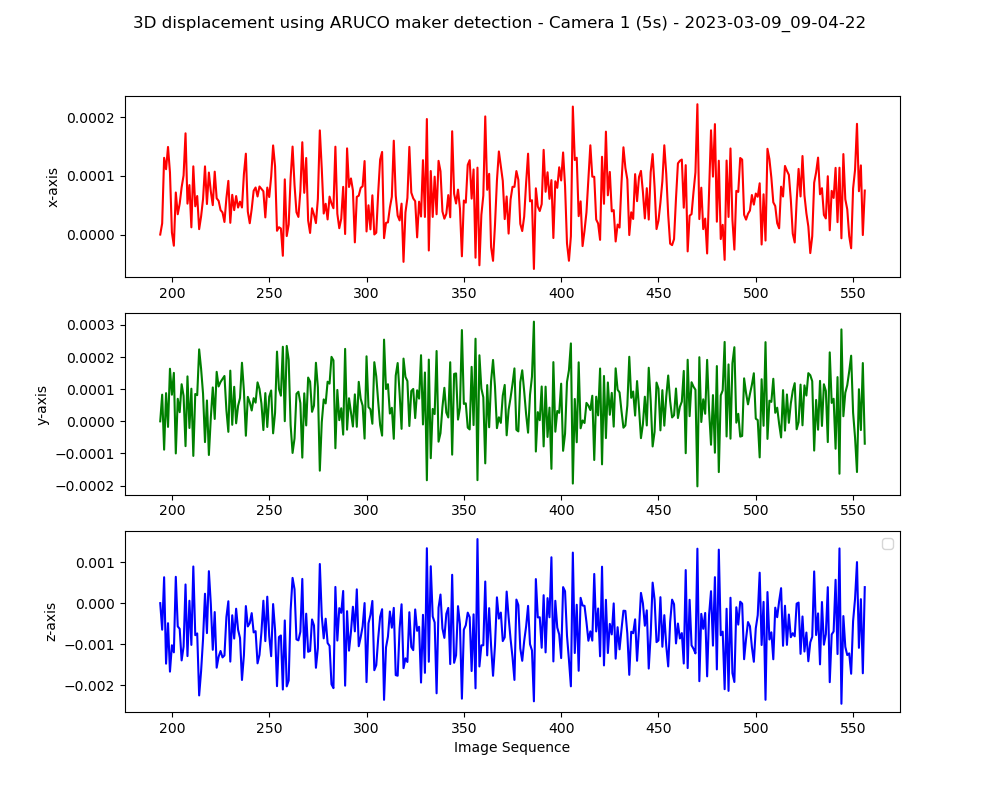 3D displacement using ARUCO maker detection - Camera 1 (5s) - 2023-03-09_09-04-22
0.0002
0.0001
0.0000
x-axis
200 250 300 350 400 450 500 550
0.0003
0.0002
0.0001
0.0000
−0.0001
−0.0002
y-axis
200 250 300 350 400 450 500 550
0.001
0.000
−0.001
−0.002
z-axis
200 250 300 350 400 450 500 550
Image Sequence